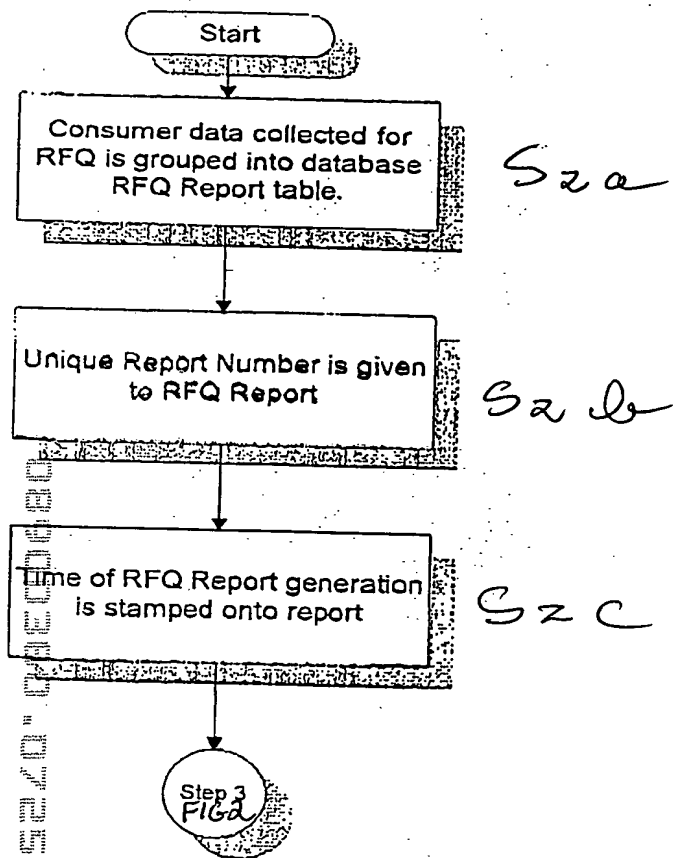 Start
Consumer data collected for
RFQ is grouped into database
RFQ Report table.
S2a
Unique Report Number is given
to RFQ Report
S2b
Time of RFQ Report generation
is stamped onto report
S2c
Step 3
FIG2